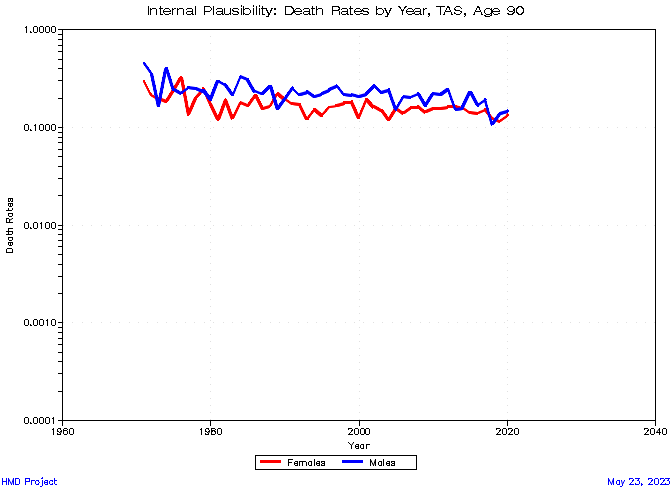 Internal Plausibility: Death Rates by Year, TAS, Age 90
1.0000
0.1000
0.0100
0.0010
0.0001
Death Rates
1960
1980
2000
2020
2040
Year
Females
Males
HMD Project
May 23, 2023